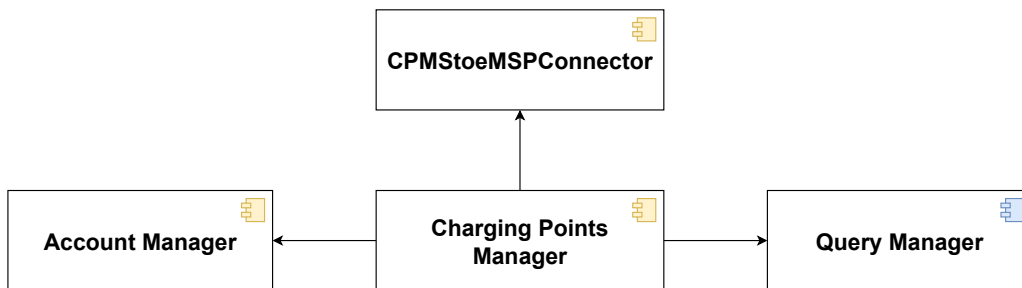 CPMStoeMSPConnector
Account Manager
Charging Points
Manager
Query Manager